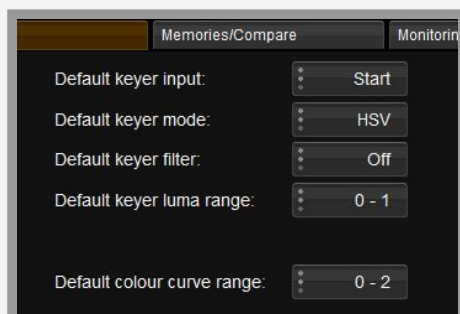 Memories/Compare Monitorin
Default keyer input: Start
Default keyer mode: HSV
Default keyer filter: Off
Default keyer luma range: 0 - 1
Default colour curve range: 0 - 2